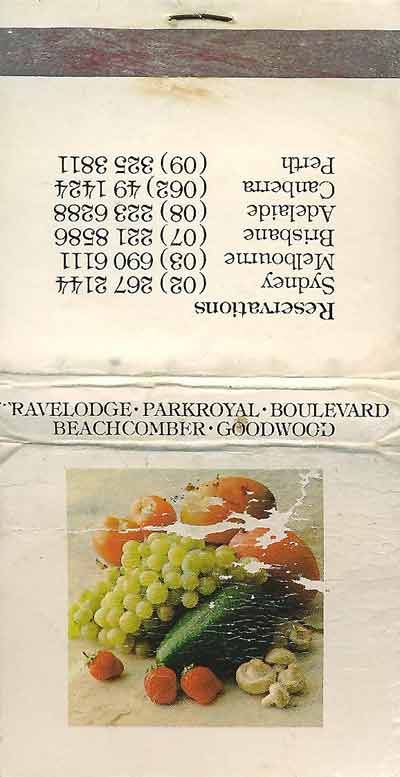 Reservations
Sydney (02) 267 2144
Melbourne (03) 690 6111
Brisbane (07) 221 8586
Adelaide (08) 223 6288
Canberra (062) 49 1424
Perth (09) 325 3811
TRAVELODGE·PARKROYAL·BOULEVARD
BEACHCOMBER·GOODWOOD